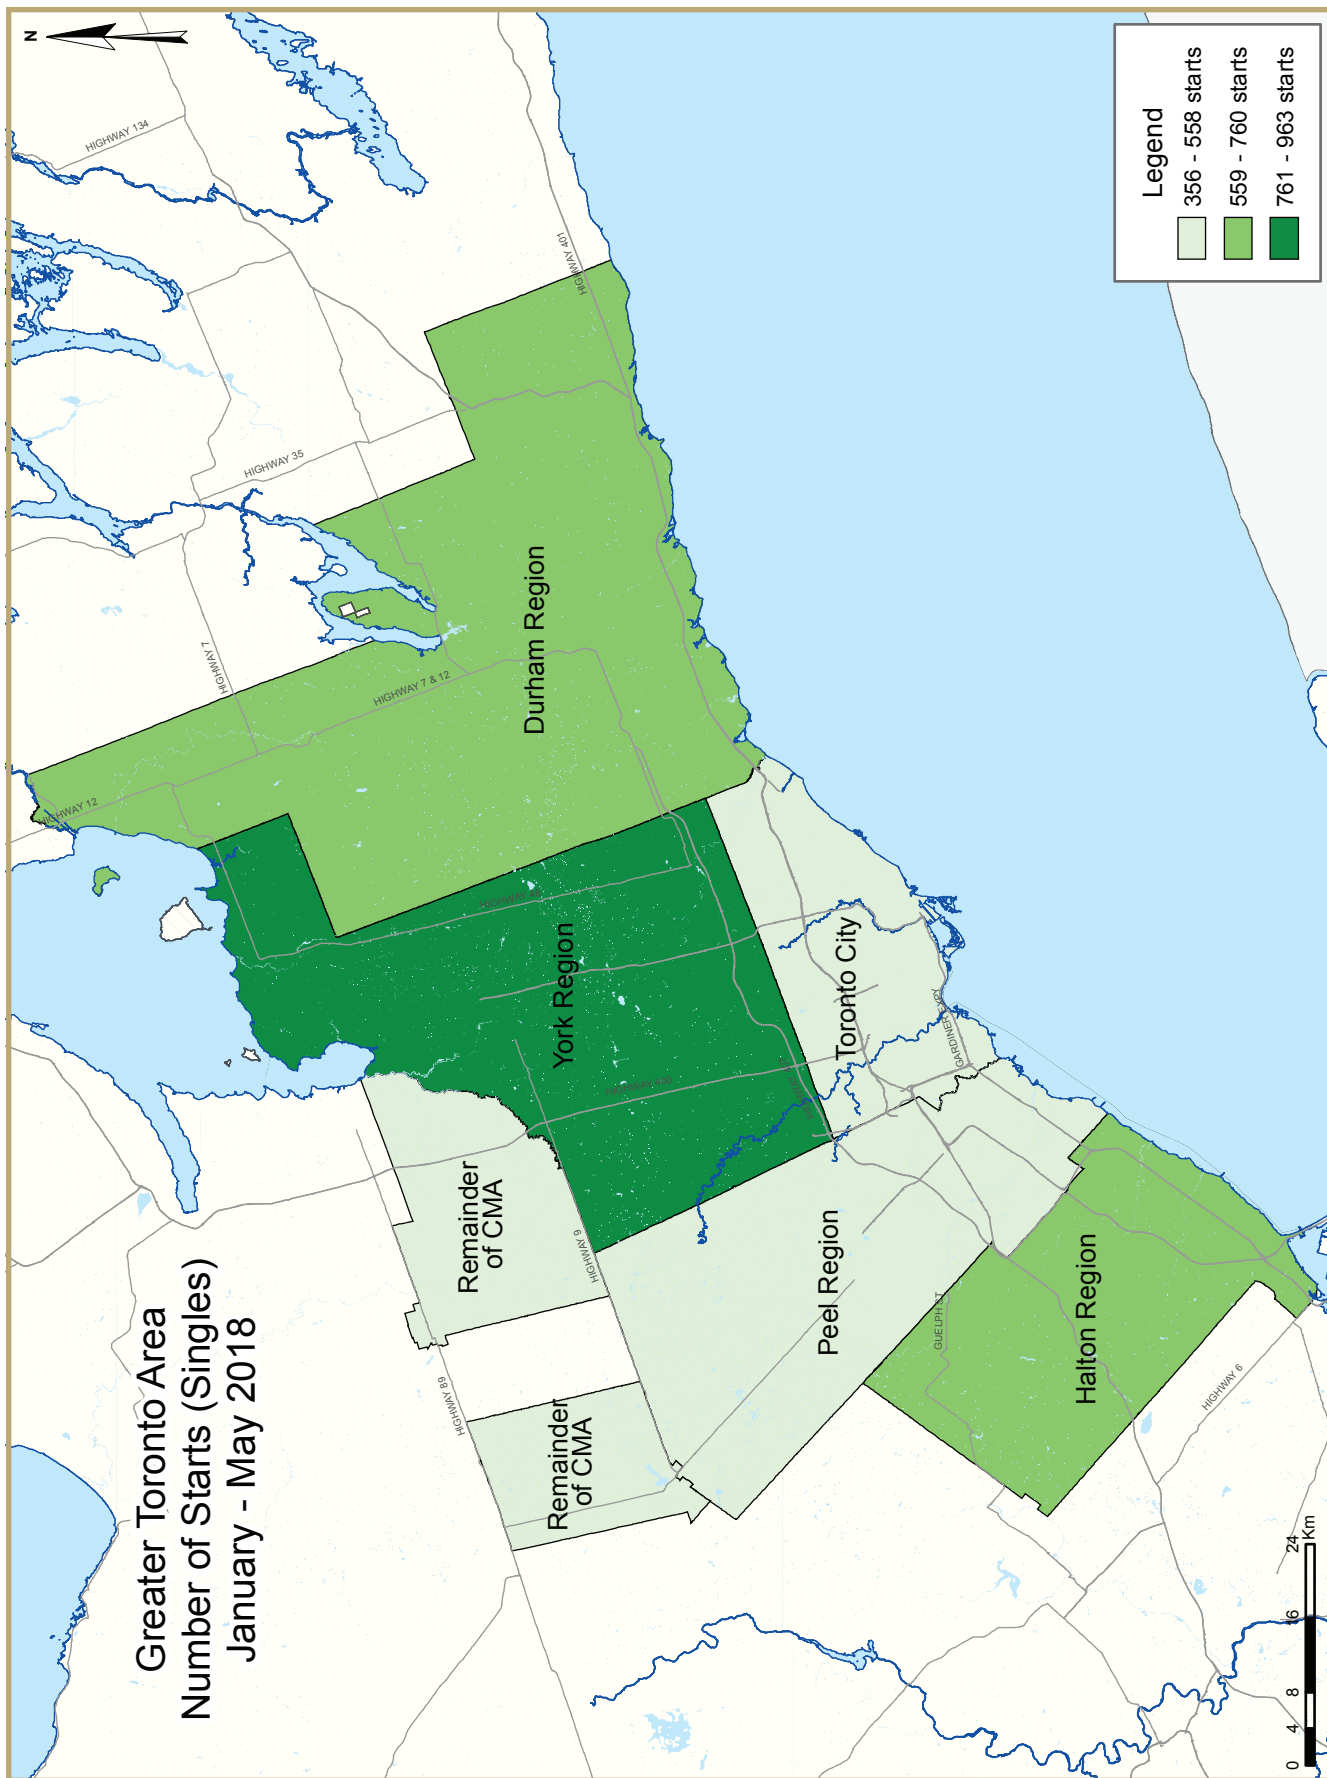 Greater Toronto Area
Number of Starts (Singles)
January - May 2018
N
HIGHWAY 134
HIGHWAY 401
HIGHWAY 35
HIGHWAY 7
HIGHWAY 7 & 12
HIGHWAY 12
Durham Region
York Region
HIGHWAY 400
Toronto City
GARDINER EXPY
Remainder
of CMA
HIGHWAY 9
HIGHWAY 89
Remainder
of CMA
Peel Region
GUELPH ST
Halton Region
HIGHWAY 6
Legend
356 - 558 starts
559 - 760 starts
761 - 963 starts
0 4 8 16 24
Km